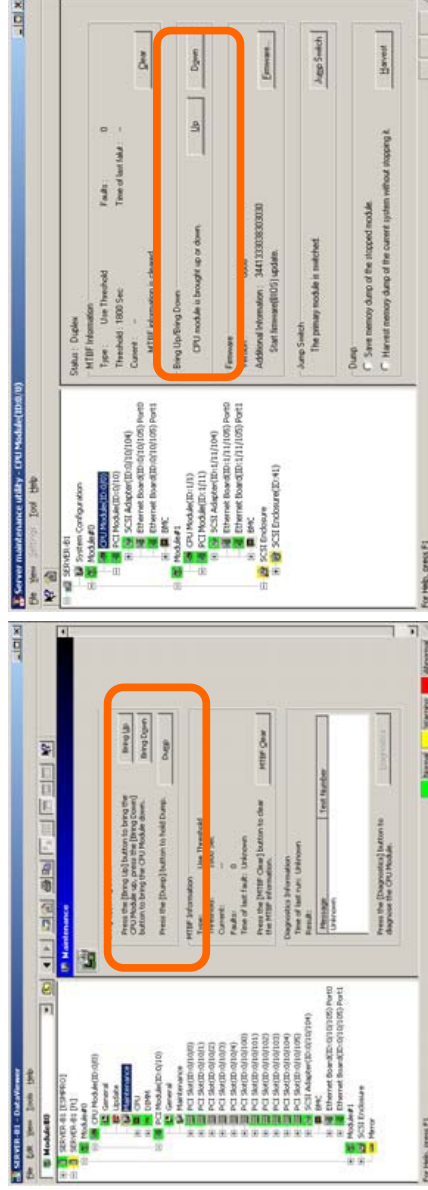 SERVER-B1 - DataViewer
File Edit View Tools Help
Module#0
SERVER-B1 [ESMPRO]
SERVER-B1 [ft]
Module#0
CPU Module(ID:0/0)
General
Update
Maintenance
CPU
DIMM
PCI Module(ID:0/10)
General
Maintenance
PCI Slot(ID:0/10/0)
PCI Slot(ID:0/10/1)
PCI Slot(ID:0/10/2)
PCI Slot(ID:0/10/3)
PCI Slot(ID:0/10/4)
PCI Slot(ID:0/10/100)
PCI Slot(ID:0/10/101)
PCI Slot(ID:0/10/102)
PCI Slot(ID:0/10/103)
PCI Slot(ID:0/10/104)
PCI Slot(ID:0/10/105)
SCSI Adapter(ID:0/10/104)
BMC
Ethernet Board(ID:0/10/105) Port0
Ethernet Board(ID:0/10/105) Port1
Module#1
SCSI Enclosure
Mirror
Maintenance
Press the [Bring Up] button to bring the
CPU Module up, press the [Bring Down]
button to bring the CPU Module down.
Bring Up
Bring Down
Press the [Dump] button to hold Dump.
Dump
MTBF Information
Type: Use Threshold
Current: --
Faults: 0
Time of last fault: Unknown
Press the [MTBF Clear] button to clear
the MTBF information.
MTBF Clear
Diagnostics Information
Time of last run: Unknown
Result:
Message Test Number
Unknown
Press the [Diagnostics] button to
diagnose the CPU Module.
Diagnostics
For Help, press F1
Normal Warning Abnormal
Server maintenance utility - CPU Module(ID:0/0)
File View Settings Tool Help
SERVER-B1
System Configuration
Module#0
CPU Module(ID:0/0)
PCI Module(ID:0/10)
SCSI Adapter(ID:0/10/104)
Ethernet Board(ID:0/10/105) Port0
Ethernet Board(ID:0/10/105) Port1
BMC
Module#1
CPU Module(ID:1/1)
PCI Module(ID:1/11)
SCSI Adapter(ID:1/11/104)
Ethernet Board(ID:1/11/105) Port0
Ethernet Board(ID:1/11/105) Port1
BMC
SCSI Enclosure
SCSI Enclosure(ID:41)
Status : Duplex
MTBF Information
Type : Use Threshold Faults : 0
Threshold : 1800 Sec Time of last falut : --
Current : --
MTBF information is cleared.
Clear
Bring Up/Bring Down
CPU module is brought up or down.
Up
Down
Firmware
Additional Information : 3441333038303030
Start firmware(BIOS) update.
Firmware...
Jump Switch
The primary module is switched.
Jump Switch
Dump
Save memory dump of the stopped module.
Harvest memory dump of the current system without stopping it.
Harvest
For Help, press F1